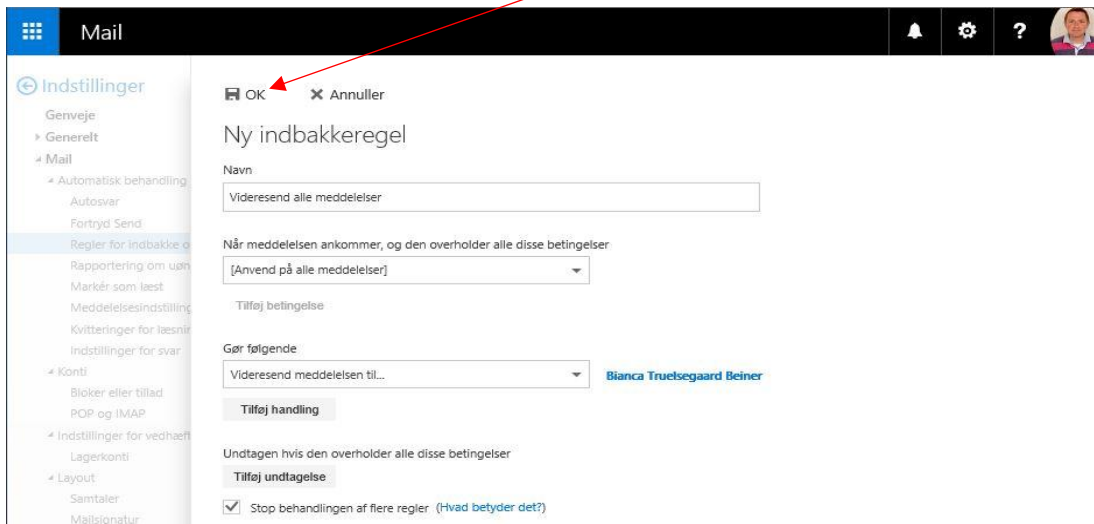 Mail
?
Indstillinger
Genveje
Generelt
Mail
Automatisk behandling
Autosvar
Fortryd Send
Regler for indbakke o
Rapportering om uøn
Markér som læst
Meddelelsesindstilling
Kvitteringer for læsnin
Indstillinger for svar
Konti
Bloker eller tillad
POP og IMAP
Indstillinger for vedhæft
Lagerkonti
Layout
Samtaler
Mailsignatur
OK Annuller
Ny indbakkeregel
Navn
Videresend alle meddelelser
Når meddelelsen ankommer, og den overholder alle disse betingelser
[Anvend på alle meddelelser]
Tilføj betingelse
Gør følgende
Videresend meddelelsen til... Bianca Truelsegaard Beiner
Tilføj handling
Undtagen hvis den overholder alle disse betingelser
Tilføj undtagelse
Stop behandlingen af flere regler (Hvad betyder det?)